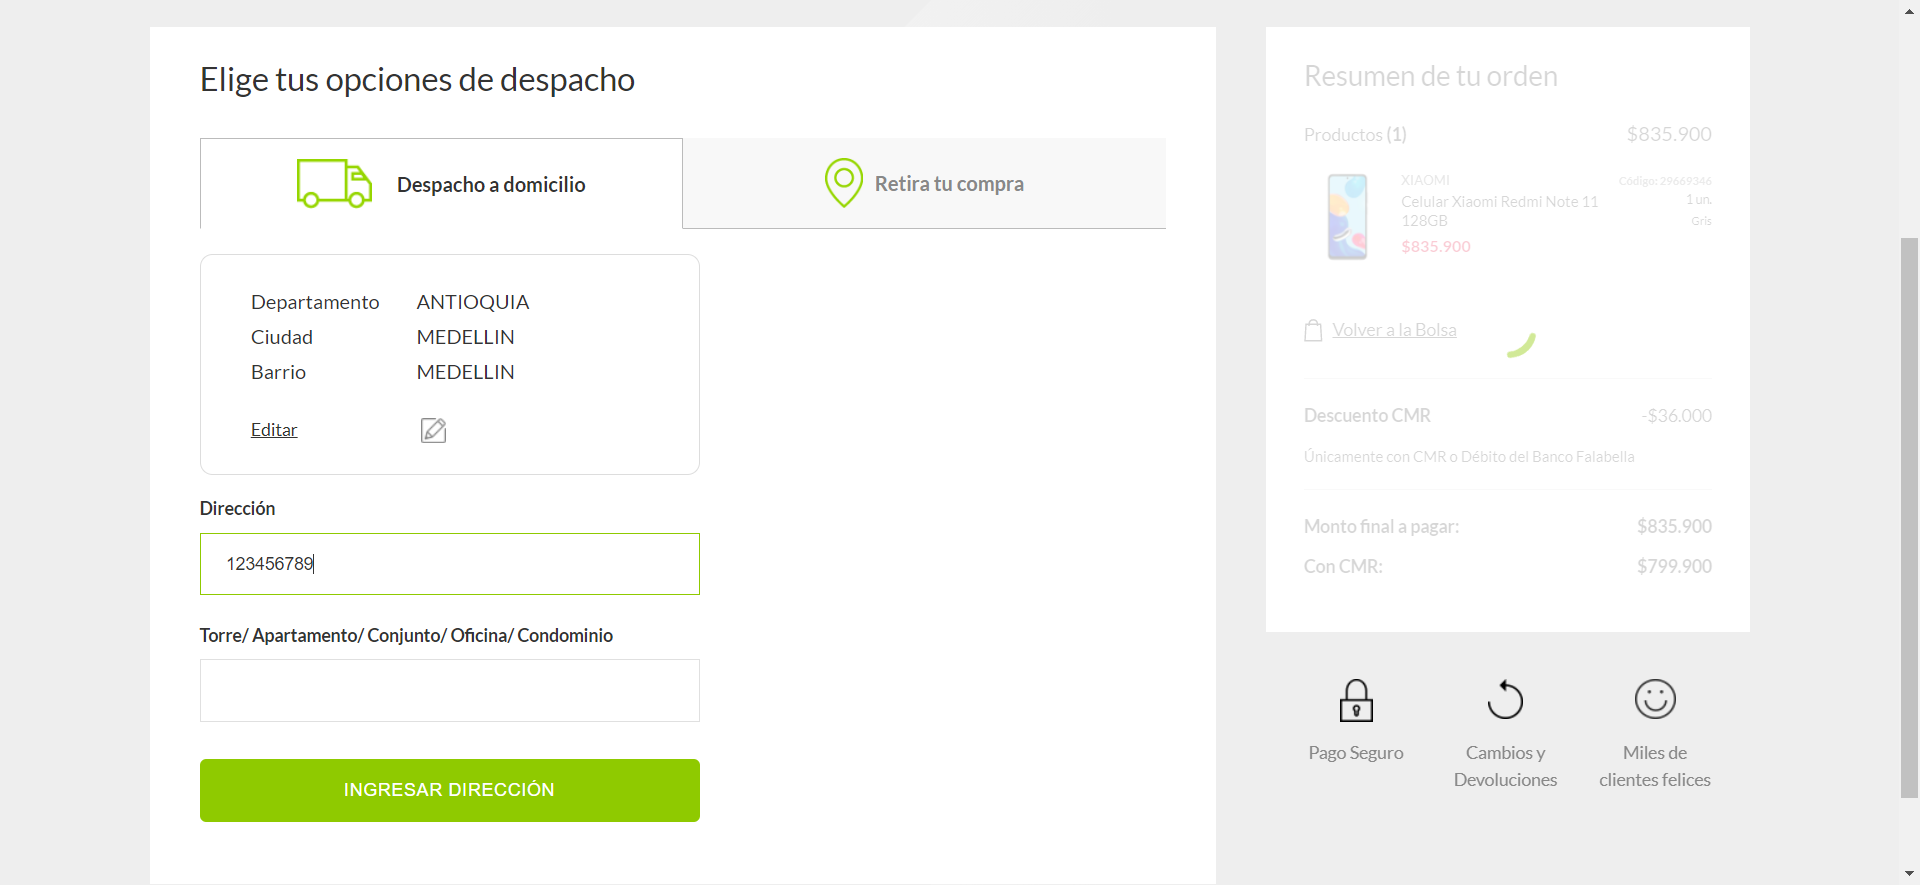 Elige tus opciones de despacho
Despacho a domicilio
Retira tu compra
Departamento ANTIOQUIA
Ciudad MEDELLIN
Barrio MEDELLIN
Editar
Dirección
123456789
Torre/ Apartamento/ Conjunto/ Oficina/ Condominio
INGRESAR DIRECCIÓN
Resumen de tu orden
Productos (1) $835.900
XIAOMI Código: 29669346
Celular Xiaomi Redmi Note 11 1 un.
128GB Gris
$835.900
Volver a la Bolsa
Descuento CMR -$36.000
Únicamente con CMR o Débito del Banco Falabella
Monto final a pagar: $835.900
Con CMR: $799.900
Pago Seguro
Cambios y
Devoluciones
Miles de
clientes felices